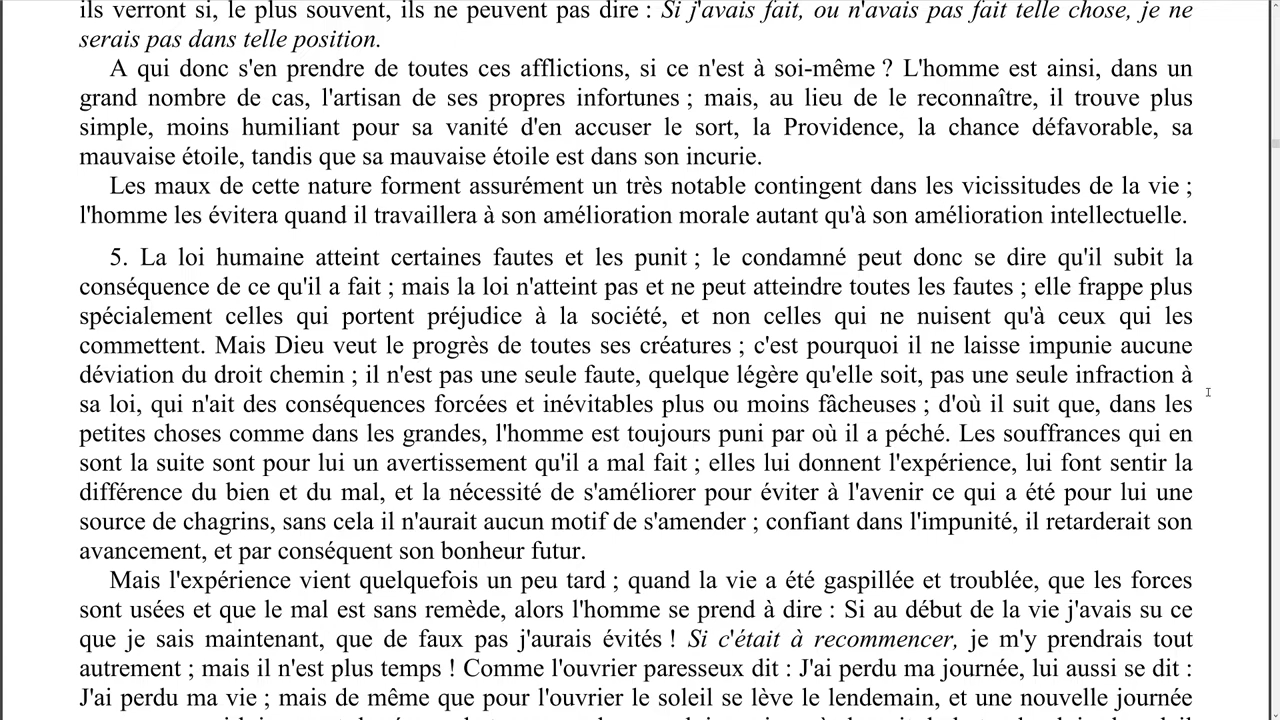 ils verront si, le plus souvent, ils ne peuvent pas dire : Si j'avais fait, ou n'avais pas fait telle chose, je ne
serais pas dans telle position.
A qui donc s'en prendre de toutes ces afflictions, si ce n'est à soi-même ? L'homme est ainsi, dans un
grand nombre de cas, l'artisan de ses propres infortunes ; mais, au lieu de le reconnaître, il trouve plus
simple, moins humiliant pour sa vanité d'en accuser le sort, la Providence, la chance défavorable, sa
mauvaise étoile, tandis que sa mauvaise étoile est dans son incurie.
Les maux de cette nature forment assurément un très notable contingent dans les vicissitudes de la vie ;
l'homme les évitera quand il travaillera à son amélioration morale autant qu'à son amélioration intellectuelle.
5. La loi humaine atteint certaines fautes et les punit ; le condamné peut donc se dire qu'il subit la
conséquence de ce qu'il a fait ; mais la loi n'atteint pas et ne peut atteindre toutes les fautes ; elle frappe plus
spécialement celles qui portent préjudice à la société, et non celles qui ne nuisent qu'à ceux qui les
commettent. Mais Dieu veut le progrès de toutes ses créatures ; c'est pourquoi il ne laisse impunie aucune
déviation du droit chemin ; il n'est pas une seule faute, quelque légère qu'elle soit, pas une seule infraction à
sa loi, qui n'ait des conséquences forcées et inévitables plus ou moins fâcheuses ; d'où il suit que, dans les
petites choses comme dans les grandes, l'homme est toujours puni par où il a péché. Les souffrances qui en
sont la suite sont pour lui un avertissement qu'il a mal fait ; elles lui donnent l'expérience, lui font sentir la
différence du bien et du mal, et la nécessité de s'améliorer pour éviter à l'avenir ce qui a été pour lui une
source de chagrins, sans cela il n'aurait aucun motif de s'amender ; confiant dans l'impunité, il retarderait son
avancement, et par conséquent son bonheur futur.
Mais l'expérience vient quelquefois un peu tard ; quand la vie a été gaspillée et troublée, que les forces
sont usées et que le mal est sans remède, alors l'homme se prend à dire : Si au début de la vie j'avais su ce
que je sais maintenant, que de faux pas j'aurais évités ! Si c'était à recommencer, je m'y prendrais tout
autrement ; mais il n'est plus temps ! Comme l'ouvrier paresseux dit : J'ai perdu ma journée, lui aussi se dit :
J'ai perdu ma vie ; mais de même que pour l'ouvrier le soleil se lève le lendemain, et une nouvelle journée